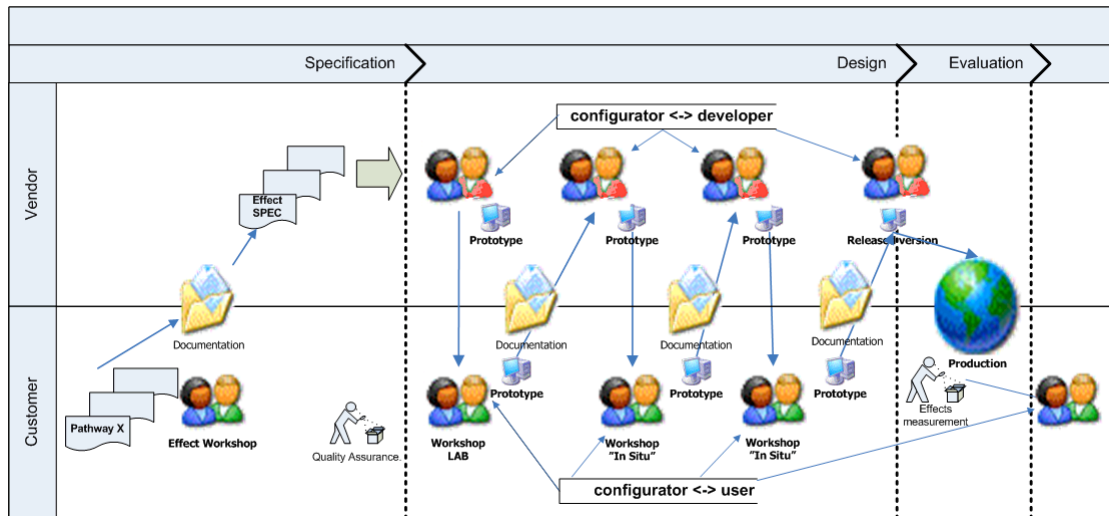 Specification
Design
Evaluation
Vendor
configurator <-> developer
Effect
SPEC
Prototype
Prototype
Prototype
Release version
Documentation
Documentation
Documentation
Documentation
Customer
Pathway X
Effect Workshop
Quality Assurance.
Prototype
Prototype
Prototype
Workshop
LAB
Workshop
"In Situ"
Workshop
"In Situ"
Production
Effects
measurement
configurator <-> user